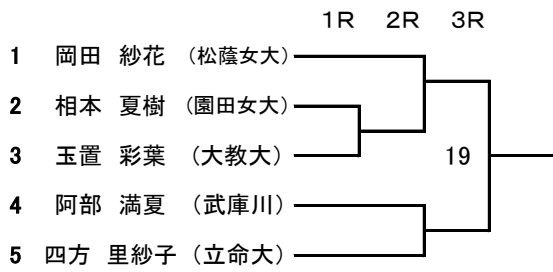 1R 2R 3R
1 岡田 紗花 (松蔭女大)
2 相本 夏樹 (園田女大)
3 玉置 彩葉 (大教大) 19
4 阿部 満夏 (武庫川)
5 四方 里紗子 (立命大)